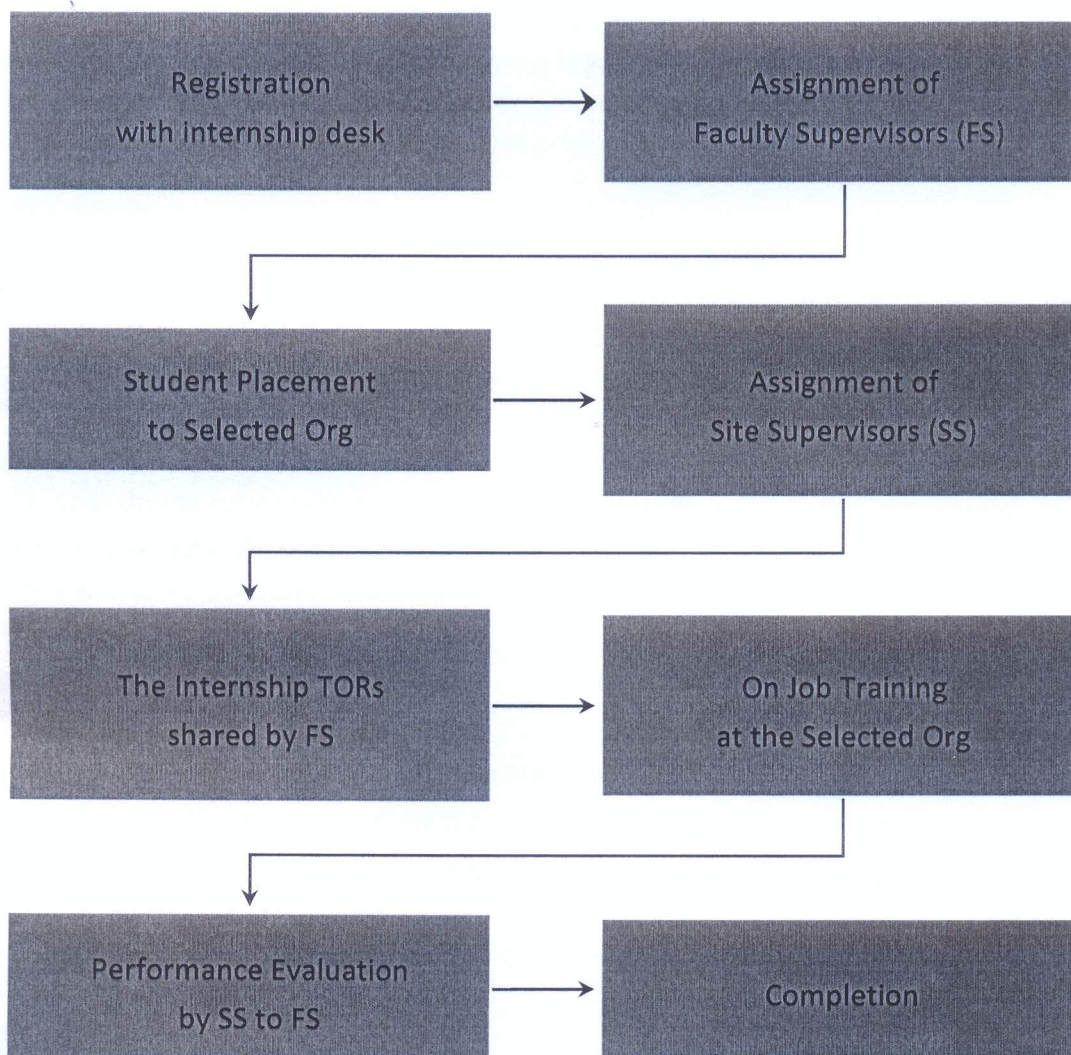 Registration
with internship desk
Assignment of
Faculty Supervisors (FS)
Student Placement
to Selected Org
Assignment of
Site Supervisors (SS)
The Internship TORs
shared by FS
On Job Training
at the Selected Org
Performance Evaluation
by SS to FS
Completion